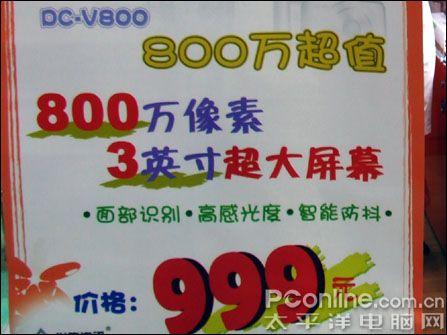 DC-V800
800万超值
800万像素
3英寸超大屏幕
·面部识别·高感光度·智能防抖·
价格:999元
PConline.com.cn
太平洋电脑网